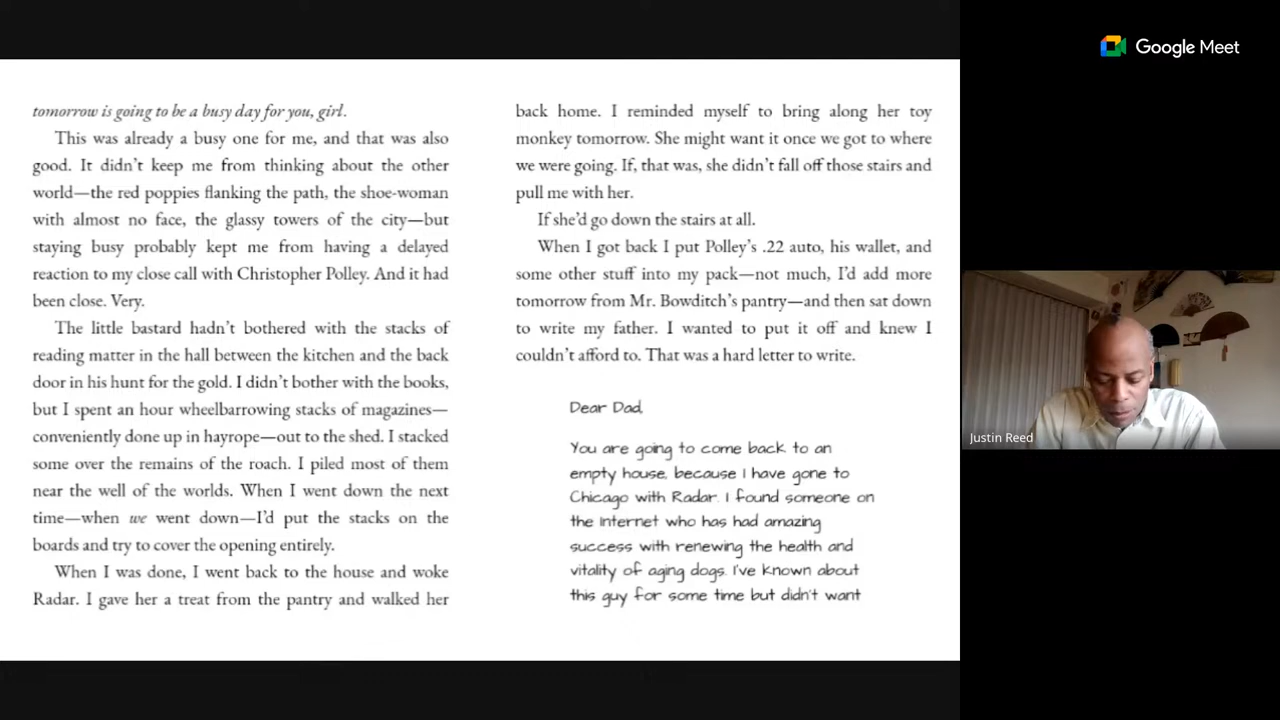 tomorrow is going to be a busy day for you, girl.
This was already a busy one for me, and that was also
good. It didn’t keep me from thinking about the other
world—the red poppies flanking the path, the shoe-woman
with almost no face, the glassy towers of the city—but
staying busy probably kept me from having a delayed
reaction to my close call with Christopher Polley. And it had
been close. Very.
The little bastard hadn’t bothered with the stacks of
reading matter in the hall between the kitchen and the back
door in his hunt for the gold. I didn’t bother with the books,
but I spent an hour wheelbarrowing stacks of magazines—
conveniently done up in hayrope—out to the shed. I stacked
some over the remains of the roach. I piled most of them
near the well of the worlds. When I went down the next
time—when we went down—I’d put the stacks on the
boards and try to cover the opening entirely.
When I was done, I went back to the house and woke
Radar. I gave her a treat from the pantry and walked her
back home. I reminded myself to bring along her toy
monkey tomorrow. She might want it once we got to where
we were going. If, that was, she didn’t fall off those stairs and
pull me with her.
If she’d go down the stairs at all.
When I got back I put Polley’s .22 auto, his wallet, and
some other stuff into my pack—not much, I’d add more
tomorrow from Mr. Bowditch’s pantry—and then sat down
to write my father. I wanted to put it off and knew I
couldn’t afford to. That was a hard letter to write.
Dear Dad,
You are going to come back to an
empty house, because I have gone to
Chicago with Radar. I found someone on
the Internet who has had amazing
success with renewing the health and
vitality of aging dogs. I’ve known about
this guy for some time but didn’t want
Google Meet
Justin Reed